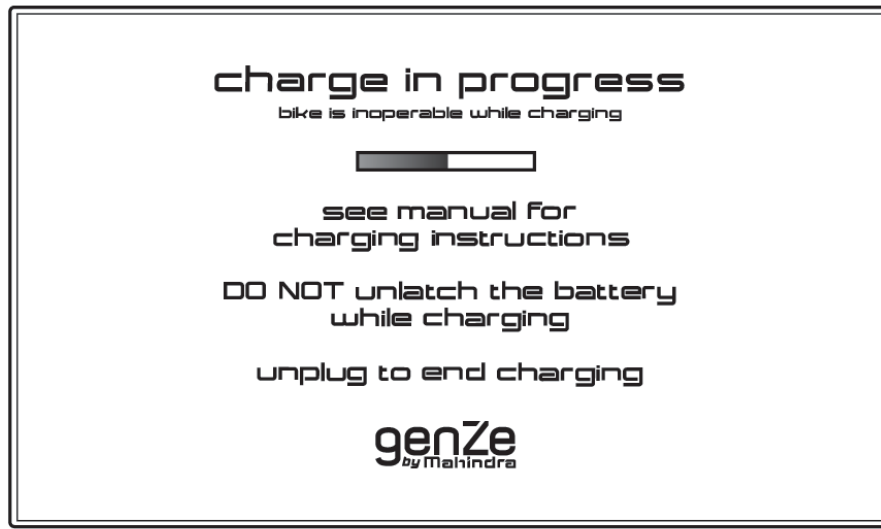 charge in progress
bike is inoperable while charging
see manual for
charging instructions
DO NOT unlatch the battery
while charging
unplug to end charging
genZe
by Mahindra